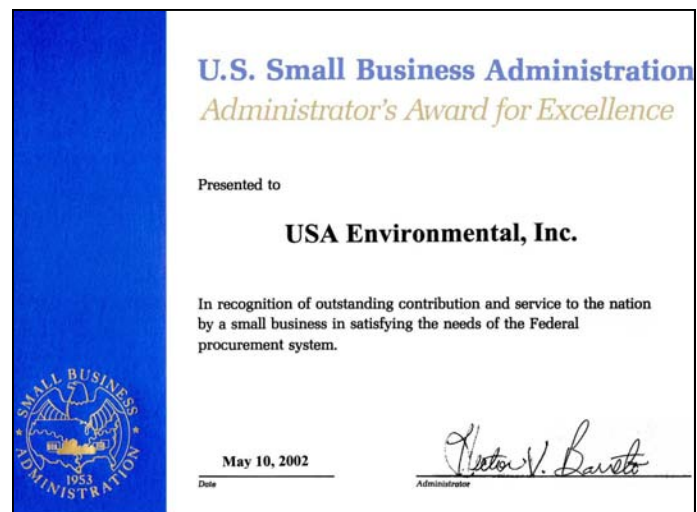 U.S. Small Business Administration
Administrator's Award for Excellence
Presented to
USA Environmental, Inc.
In recognition of outstanding contribution and service to the nation
by a small business in satisfying the needs of the Federal
procurement system.
SMALL BUSINESS
ADMINISTRATION
1953
May 10, 2002
Hector V. Barreto
Date
Administrator